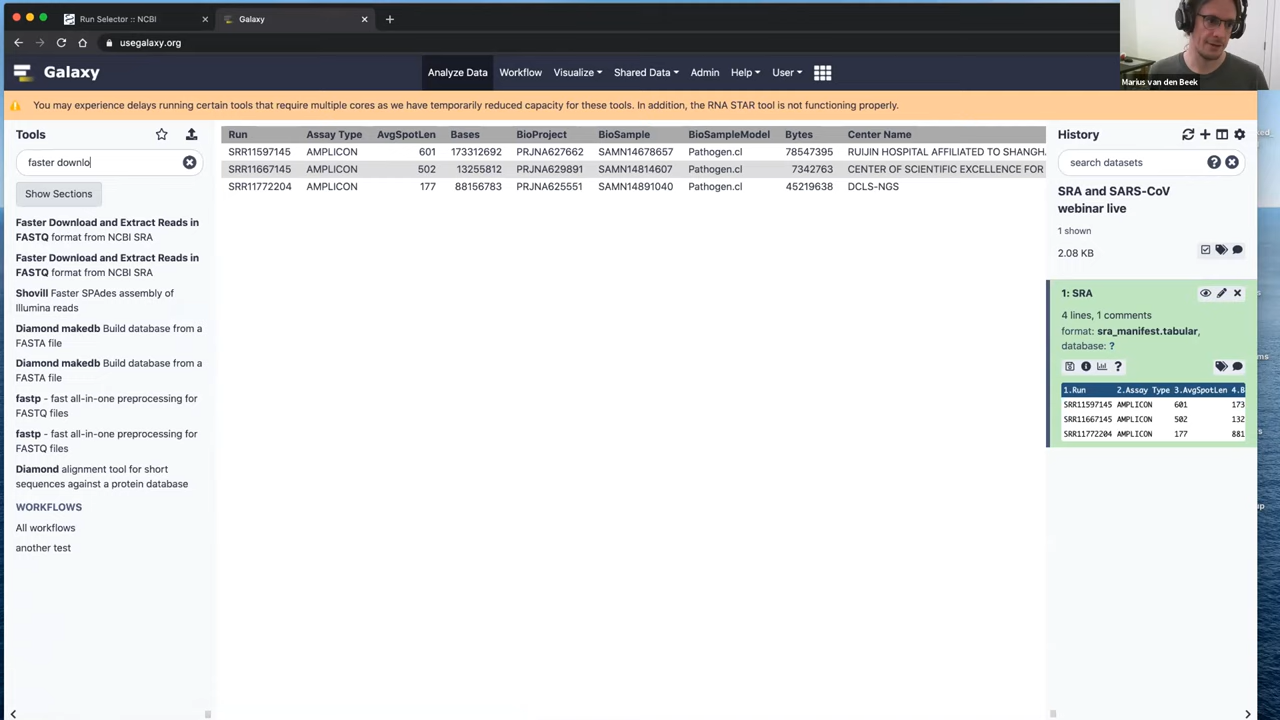 Run Selector :: NCBI
Galaxy
usegalaxy.org
Marius van den Beek
Galaxy
Analyze Data
Workflow
Visualize
Shared Data
Admin
Help
User
You may experience delays running certain tools that require multiple cores as we have temporarily reduced capacity for these tools. In addition, the RNA STAR tool is not functioning properly.
Tools
faster downlo
Show Sections
Faster Download and Extract Reads in
FASTQ format from NCBI SRA
Faster Download and Extract Reads in
FASTQ format from NCBI SRA
Shovill Faster SPAdes assembly of
Illumina reads
Diamond makedb Build database from a
FASTA file
Diamond makedb Build database from a
FASTA file
fastp - fast all-in-one preprocessing for
FASTQ files
fastp - fast all-in-one preprocessing for
FASTQ files
Diamond alignment tool for short
sequences against a protein database
WORKFLOWS
All workflows
another test
Run Assay Type AvgSpotLen Bases BioProject BioSample BioSampleModel Bytes Center Name
SRR11597145 AMPLICON 601 173312692 PRJNA627662 SAMN14678657 Pathogen.cl 78547395 RUIJIN HOSPITAL AFFILIATED TO SHANGH
SRR11667145 AMPLICON 502 13255812 PRJNA629891 SAMN14814607 Pathogen.cl 7342763 CENTER OF SCIENTIFIC EXCELLENCE FOR
SRR11772204 AMPLICON 177 88156783 PRJNA625551 SAMN14891040 Pathogen.cl 45219638 DCLS-NGS
History
search datasets
SRA and SARS-CoV
webinar live
1 shown
2.08 KB
1: SRA
4 lines, 1 comments
format: sra_manifest.tabular,
database: ?
1.Run 2.Assay Type 3.AvgSpotLen 4.B
SRR11597145 AMPLICON 601 173
SRR11667145 AMPLICON 502 132
SRR11772204 AMPLICON 177 881